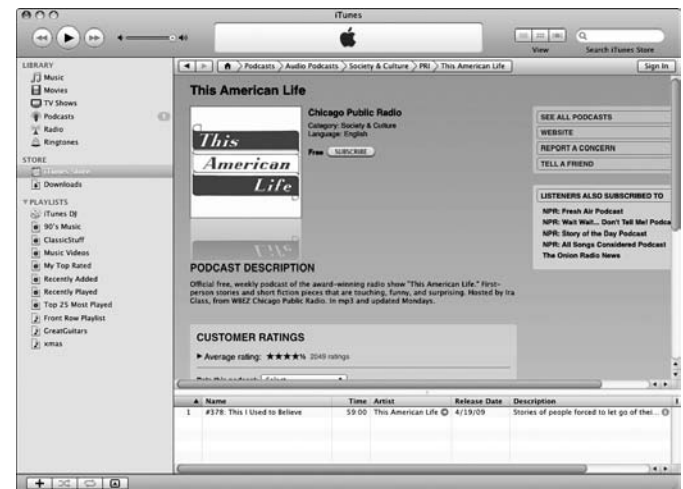 iTunes
View
Search iTunes Store
LIBRARY
Music
Movies
TV Shows
Podcasts
Radio
Ringtones
STORE
iTunes Store
Downloads
PLAYLISTS
iTunes DJ
90's Music
ClassicStuff
Music Videos
My Top Rated
Recently Added
Recently Played
Top 25 Most Played
Front Row Playlist
GreatGuitars
xmas
Podcasts Audio Podcasts Society & Culture PRI This American Life
Sign In
This American Life
This
American
Life
Chicago Public Radio
Category: Society & Culture
Language: English
Free SUBSCRIBE
SEE ALL PODCASTS
WEBSITE
REPORT A CONCERN
TELL A FRIEND
LISTENERS ALSO SUBSCRIBED TO
NPR: Fresh Air Podcast
NPR: Wait Wait... Don't Tell Me! Podca
NPR: Story of the Day Podcast
NPR: All Songs Considered Podcast
The Onion Radio News
PODCAST DESCRIPTION
Official free, weekly podcast of the award-winning radio show "This American Life." First-
person stories and short fiction pieces that are touching, funny, and surprising. Hosted by Ira
Glass, from WBEZ Chicago Public Radio. In mp3 and updated Mondays.
CUSTOMER RATINGS
Average rating: ★★★★½ 2049 ratings
Rate this podcast: Select
Name Time Artist Release Date Description
1 #378: This I Used to Believe 59:00 This American Life 4/19/09 Stories of people forced to let go of thei...